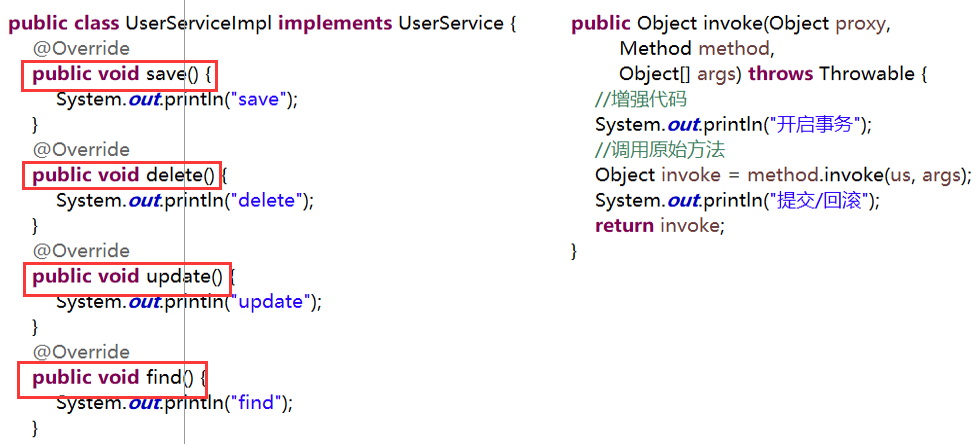 public class UserServiceImpl implements UserService {
@Override
public void save() {
System.out.println("save");
}
@Override
public void delete() {
System.out.println("delete");
}
@Override
public void update() {
System.out.println("update");
}
@Override
public void find() {
System.out.println("find");
}
public Object invoke(Object proxy,
Method method,
Object[] args) throws Throwable {
//增强代码
System.out.println("开启事务");
//调用原始方法
Object invoke = method.invoke(us, args);
System.out.println("提交/回滚");
return invoke;
}